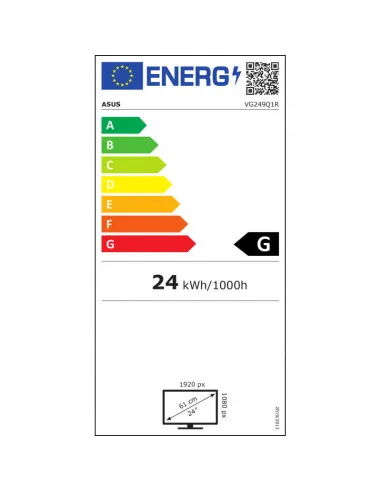 ENERG
ASUS
VG249Q1R
A
B
C
D
E
F
G
G
24 kWh/1000h
1920 px
61 cm
24"
1080 px
2019/2013